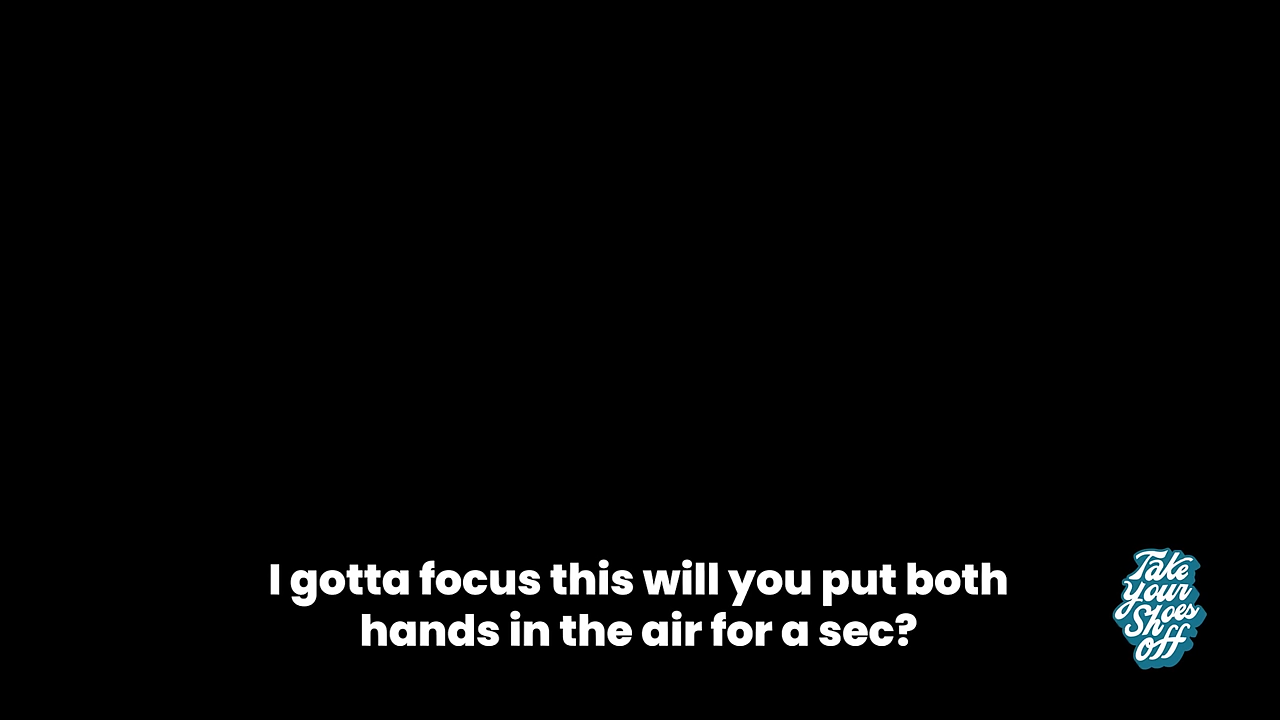 I gotta focus this will you put both
hands in the air for a sec?
Take
Your
Shoes
Off